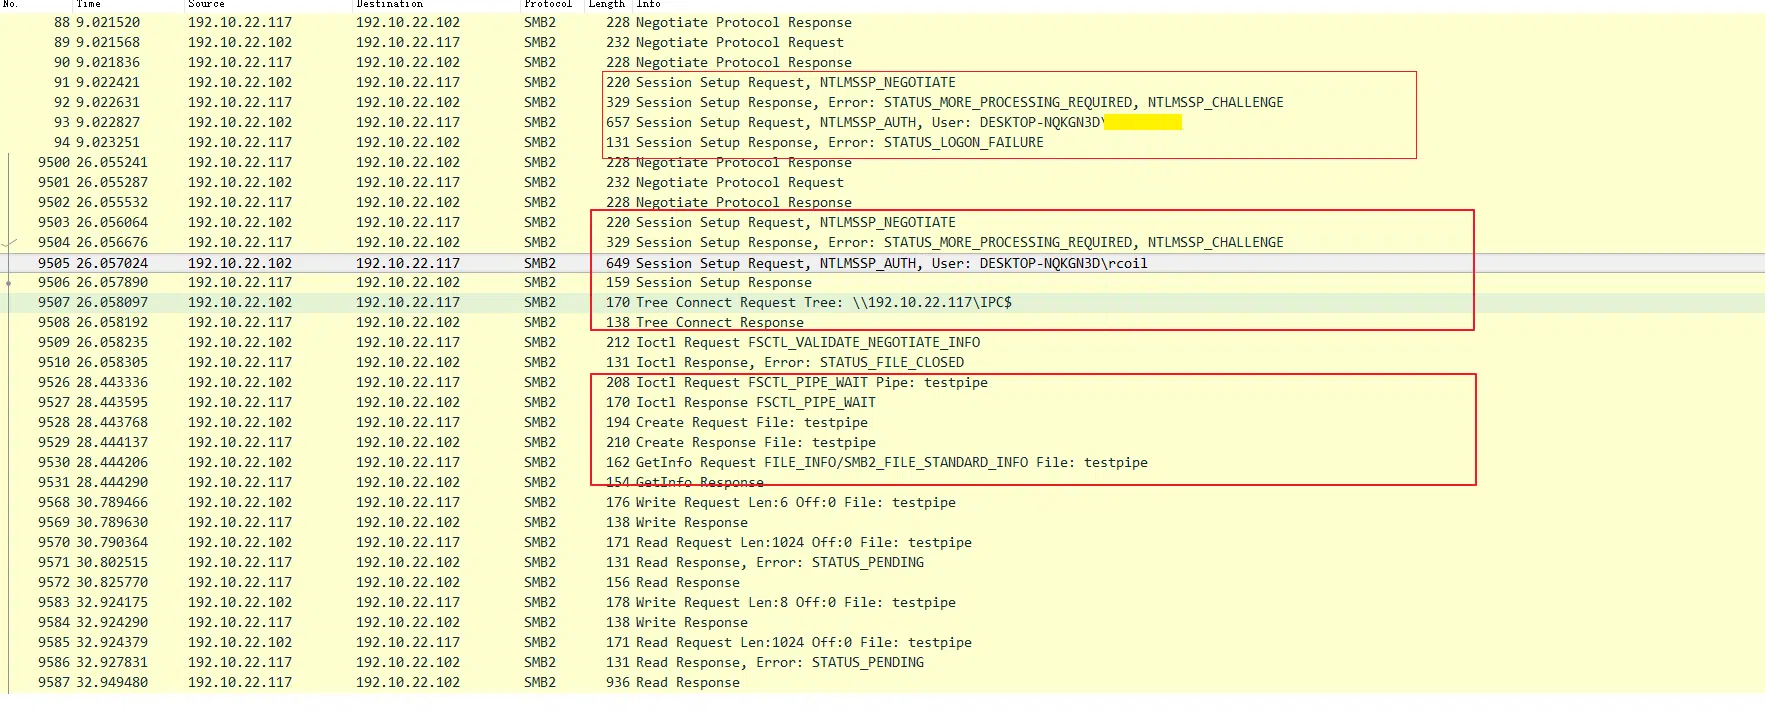 No. Time Source Destination Protocol Length Info
88 9.021520 192.10.22.117 192.10.22.102 SMB2 228 Negotiate Protocol Response
89 9.021568 192.10.22.102 192.10.22.117 SMB2 232 Negotiate Protocol Request
90 9.021836 192.10.22.117 192.10.22.102 SMB2 228 Negotiate Protocol Response
91 9.022421 192.10.22.102 192.10.22.117 SMB2 220 Session Setup Request, NTLMSSP_NEGOTIATE
92 9.022631 192.10.22.117 192.10.22.102 SMB2 329 Session Setup Response, Error: STATUS_MORE_PROCESSING_REQUIRED, NTLMSSP_CHALLENGE
93 9.022827 192.10.22.102 192.10.22.117 SMB2 657 Session Setup Request, NTLMSSP_AUTH, User: DESKTOP-NQKGN3D\
94 9.023251 192.10.22.117 192.10.22.102 SMB2 131 Session Setup Response, Error: STATUS_LOGON_FAILURE
9500 26.055241 192.10.22.117 192.10.22.102 SMB2 228 Negotiate Protocol Response
9501 26.055287 192.10.22.102 192.10.22.117 SMB2 232 Negotiate Protocol Request
9502 26.055532 192.10.22.117 192.10.22.102 SMB2 228 Negotiate Protocol Response
9503 26.056064 192.10.22.102 192.10.22.117 SMB2 220 Session Setup Request, NTLMSSP_NEGOTIATE
9504 26.056676 192.10.22.117 192.10.22.102 SMB2 329 Session Setup Response, Error: STATUS_MORE_PROCESSING_REQUIRED, NTLMSSP_CHALLENGE
9505 26.057024 192.10.22.102 192.10.22.117 SMB2 649 Session Setup Request, NTLMSSP_AUTH, User: DESKTOP-NQKGN3D\rcoil
9506 26.057890 192.10.22.117 192.10.22.102 SMB2 159 Session Setup Response
9507 26.058097 192.10.22.102 192.10.22.117 SMB2 170 Tree Connect Request Tree: \\192.10.22.117\IPC$
9508 26.058192 192.10.22.117 192.10.22.102 SMB2 138 Tree Connect Response
9509 26.058235 192.10.22.102 192.10.22.117 SMB2 212 Ioctl Request FSCTL_VALIDATE_NEGOTIATE_INFO
9510 26.058305 192.10.22.117 192.10.22.102 SMB2 131 Ioctl Response, Error: STATUS_FILE_CLOSED
9526 28.443336 192.10.22.102 192.10.22.117 SMB2 208 Ioctl Request FSCTL_PIPE_WAIT Pipe: testpipe
9527 28.443595 192.10.22.117 192.10.22.102 SMB2 170 Ioctl Response FSCTL_PIPE_WAIT
9528 28.443768 192.10.22.102 192.10.22.117 SMB2 194 Create Request File: testpipe
9529 28.444137 192.10.22.117 192.10.22.102 SMB2 210 Create Response File: testpipe
9530 28.444206 192.10.22.102 192.10.22.117 SMB2 162 GetInfo Request FILE_INFO/SMB2_FILE_STANDARD_INFO File: testpipe
9531 28.444290 192.10.22.117 192.10.22.102 SMB2 154 GetInfo Response
9568 30.789466 192.10.22.102 192.10.22.117 SMB2 176 Write Request Len:6 Off:0 File: testpipe
9569 30.789630 192.10.22.117 192.10.22.102 SMB2 138 Write Response
9570 30.790364 192.10.22.102 192.10.22.117 SMB2 171 Read Request Len:1024 Off:0 File: testpipe
9571 30.802515 192.10.22.117 192.10.22.102 SMB2 131 Read Response, Error: STATUS_PENDING
9572 30.825770 192.10.22.117 192.10.22.102 SMB2 156 Read Response
9583 32.924175 192.10.22.102 192.10.22.117 SMB2 178 Write Request Len:8 Off:0 File: testpipe
9584 32.924290 192.10.22.117 192.10.22.102 SMB2 138 Write Response
9585 32.924379 192.10.22.102 192.10.22.117 SMB2 171 Read Request Len:1024 Off:0 File: testpipe
9586 32.927831 192.10.22.117 192.10.22.102 SMB2 131 Read Response, Error: STATUS_PENDING
9587 32.949480 192.10.22.117 192.10.22.102 SMB2 936 Read Response